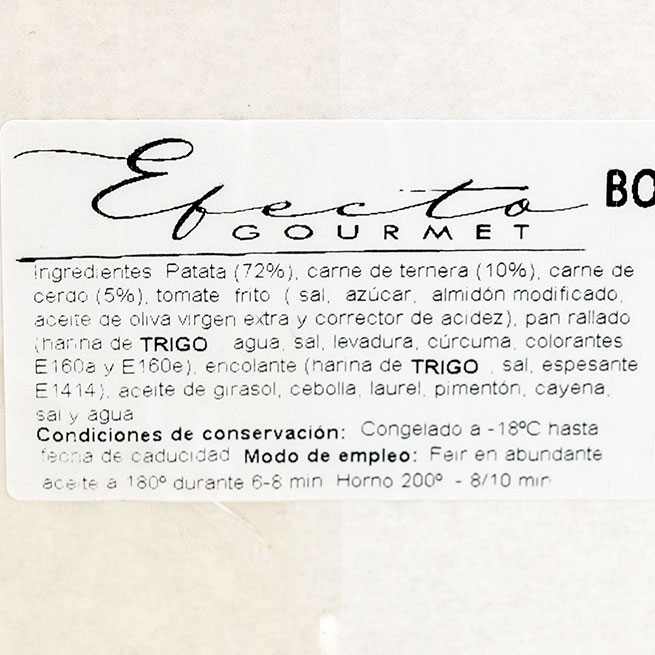 Efecto
GOURMET
BO
Ingredientes Patata (72%), carne de ternera (10%), carne de
cerdo (5%), tomate frito ( sal, azúcar, almidón modificado,
aceite de oliva virgen extra y corrector de acidez), pan rallado
(harina de TRIGO agua, sal, levadura, cúrcuma, colorantes
E160a y E160e), encolante (harina de TRIGO , sal, espesante
E1414), aceite de girasol, cebolla, laurel, pimentón, cayena,
sal y agua
Condiciones de conservación: Congelado a -18ºC hasta
fecha de caducidad Modo de empleo: Feir en abundante
aceite a 180º durante 6-8 min Horno 200º - 8/10 min